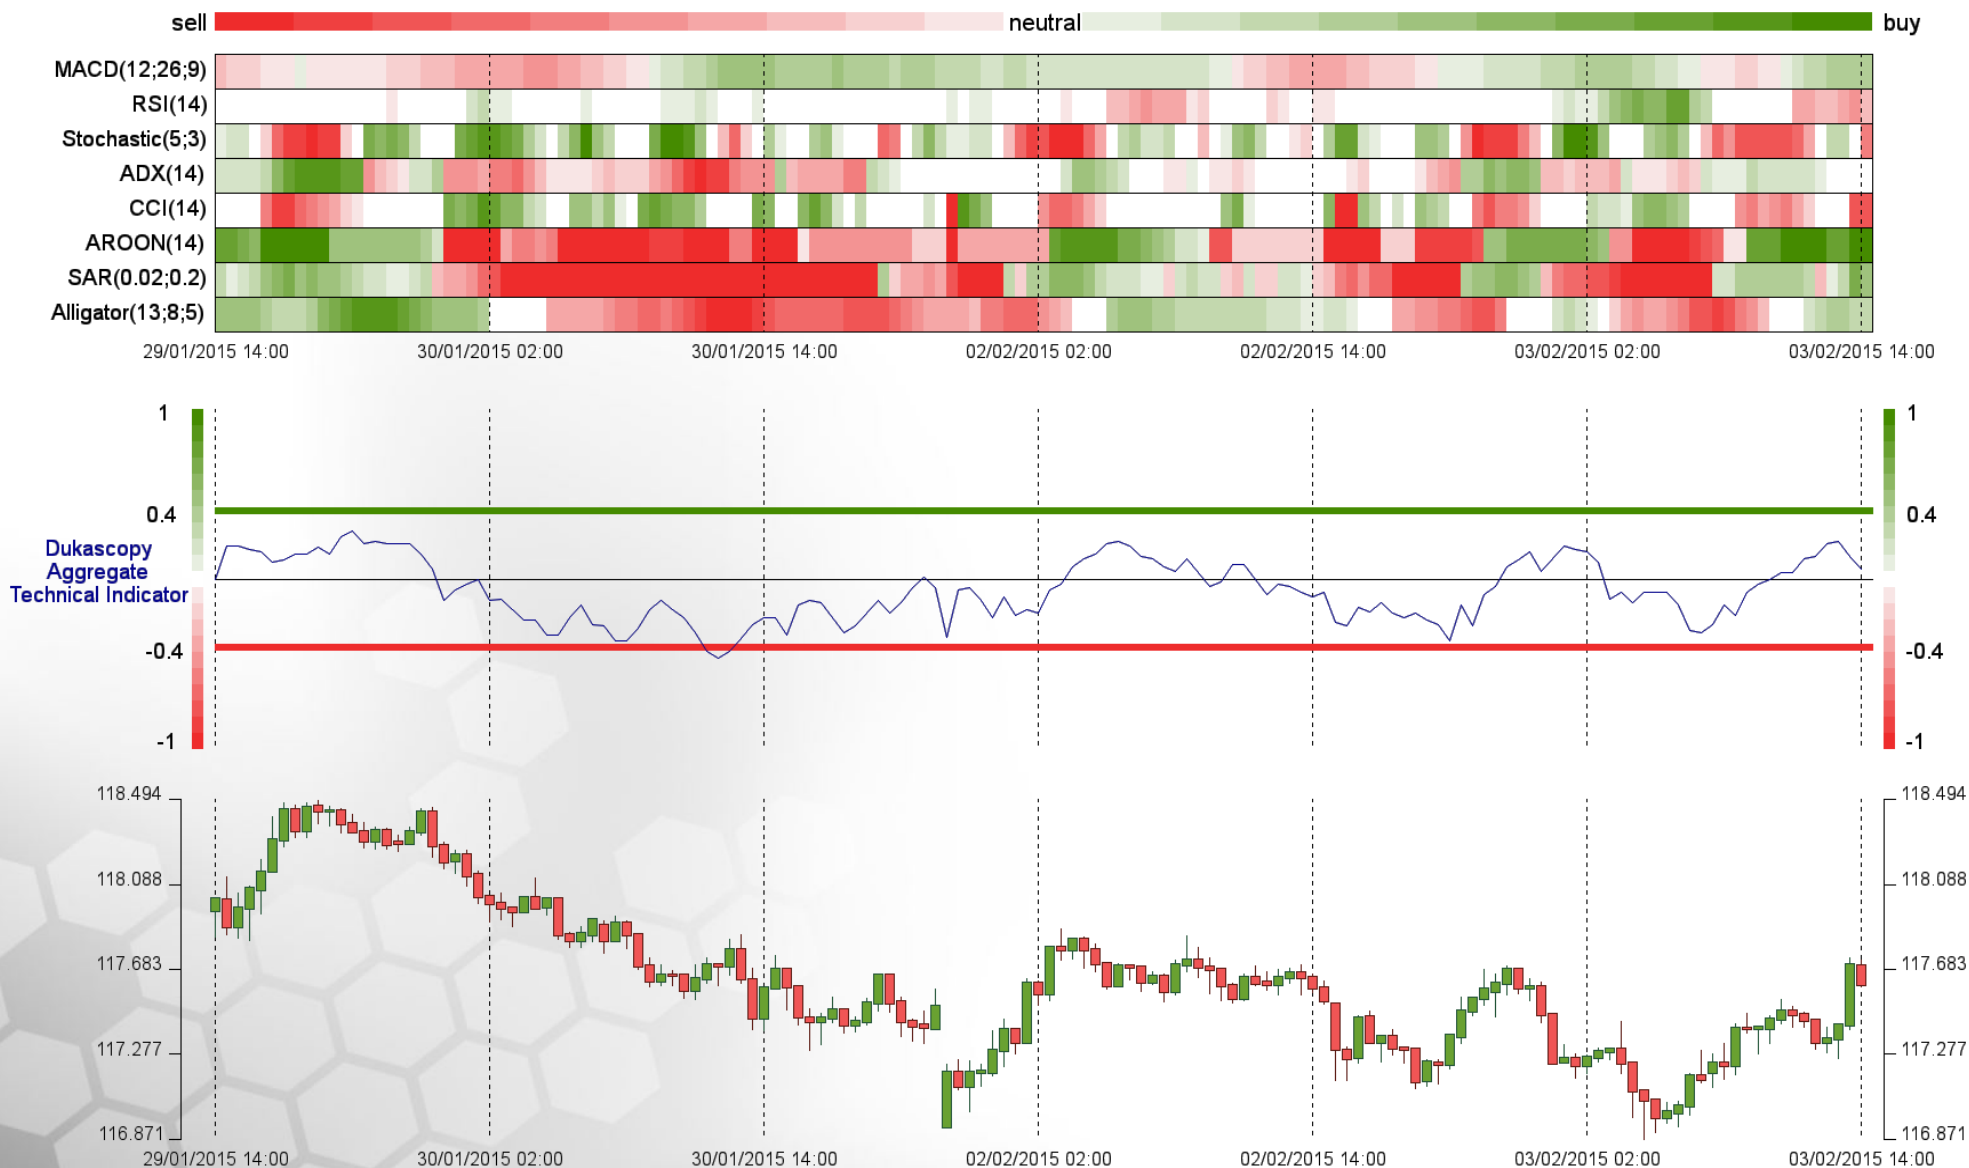 sell neutral buy
MACD(12;26;9)
RSI(14)
Stochastic(5;3)
ADX(14)
CCI(14)
AROON(14)
SAR(0.02;0.2)
Alligator(13;8;5)
29/01/2015 14:00 30/01/2015 02:00 30/01/2015 14:00 02/02/2015 02:00 02/02/2015 14:00 03/02/2015 02:00 03/02/2015 14:00
1 1
0.4 0.4
Dukascopy
Aggregate
Technical Indicator
-0.4 -0.4
-1 -1
118.494 118.494
118.088 118.088
117.683 117.683
117.277 117.277
116.871 116.871
29/01/2015 14:00 30/01/2015 02:00 30/01/2015 14:00 02/02/2015 02:00 02/02/2015 14:00 03/02/2015 02:00 03/02/2015 14:00